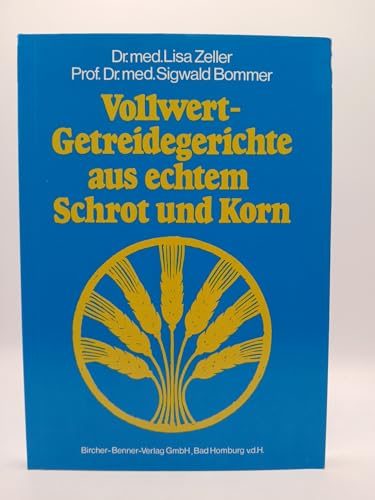 Dr.med.Lisa Zeller
Prof. Dr. med. Sigwald Bommer
Vollwert-
Getreidegerichte
aus echtem
Schrot und Korn
Bircher-Benner-Verlag GmbH, Bad Homburg v.d.H.